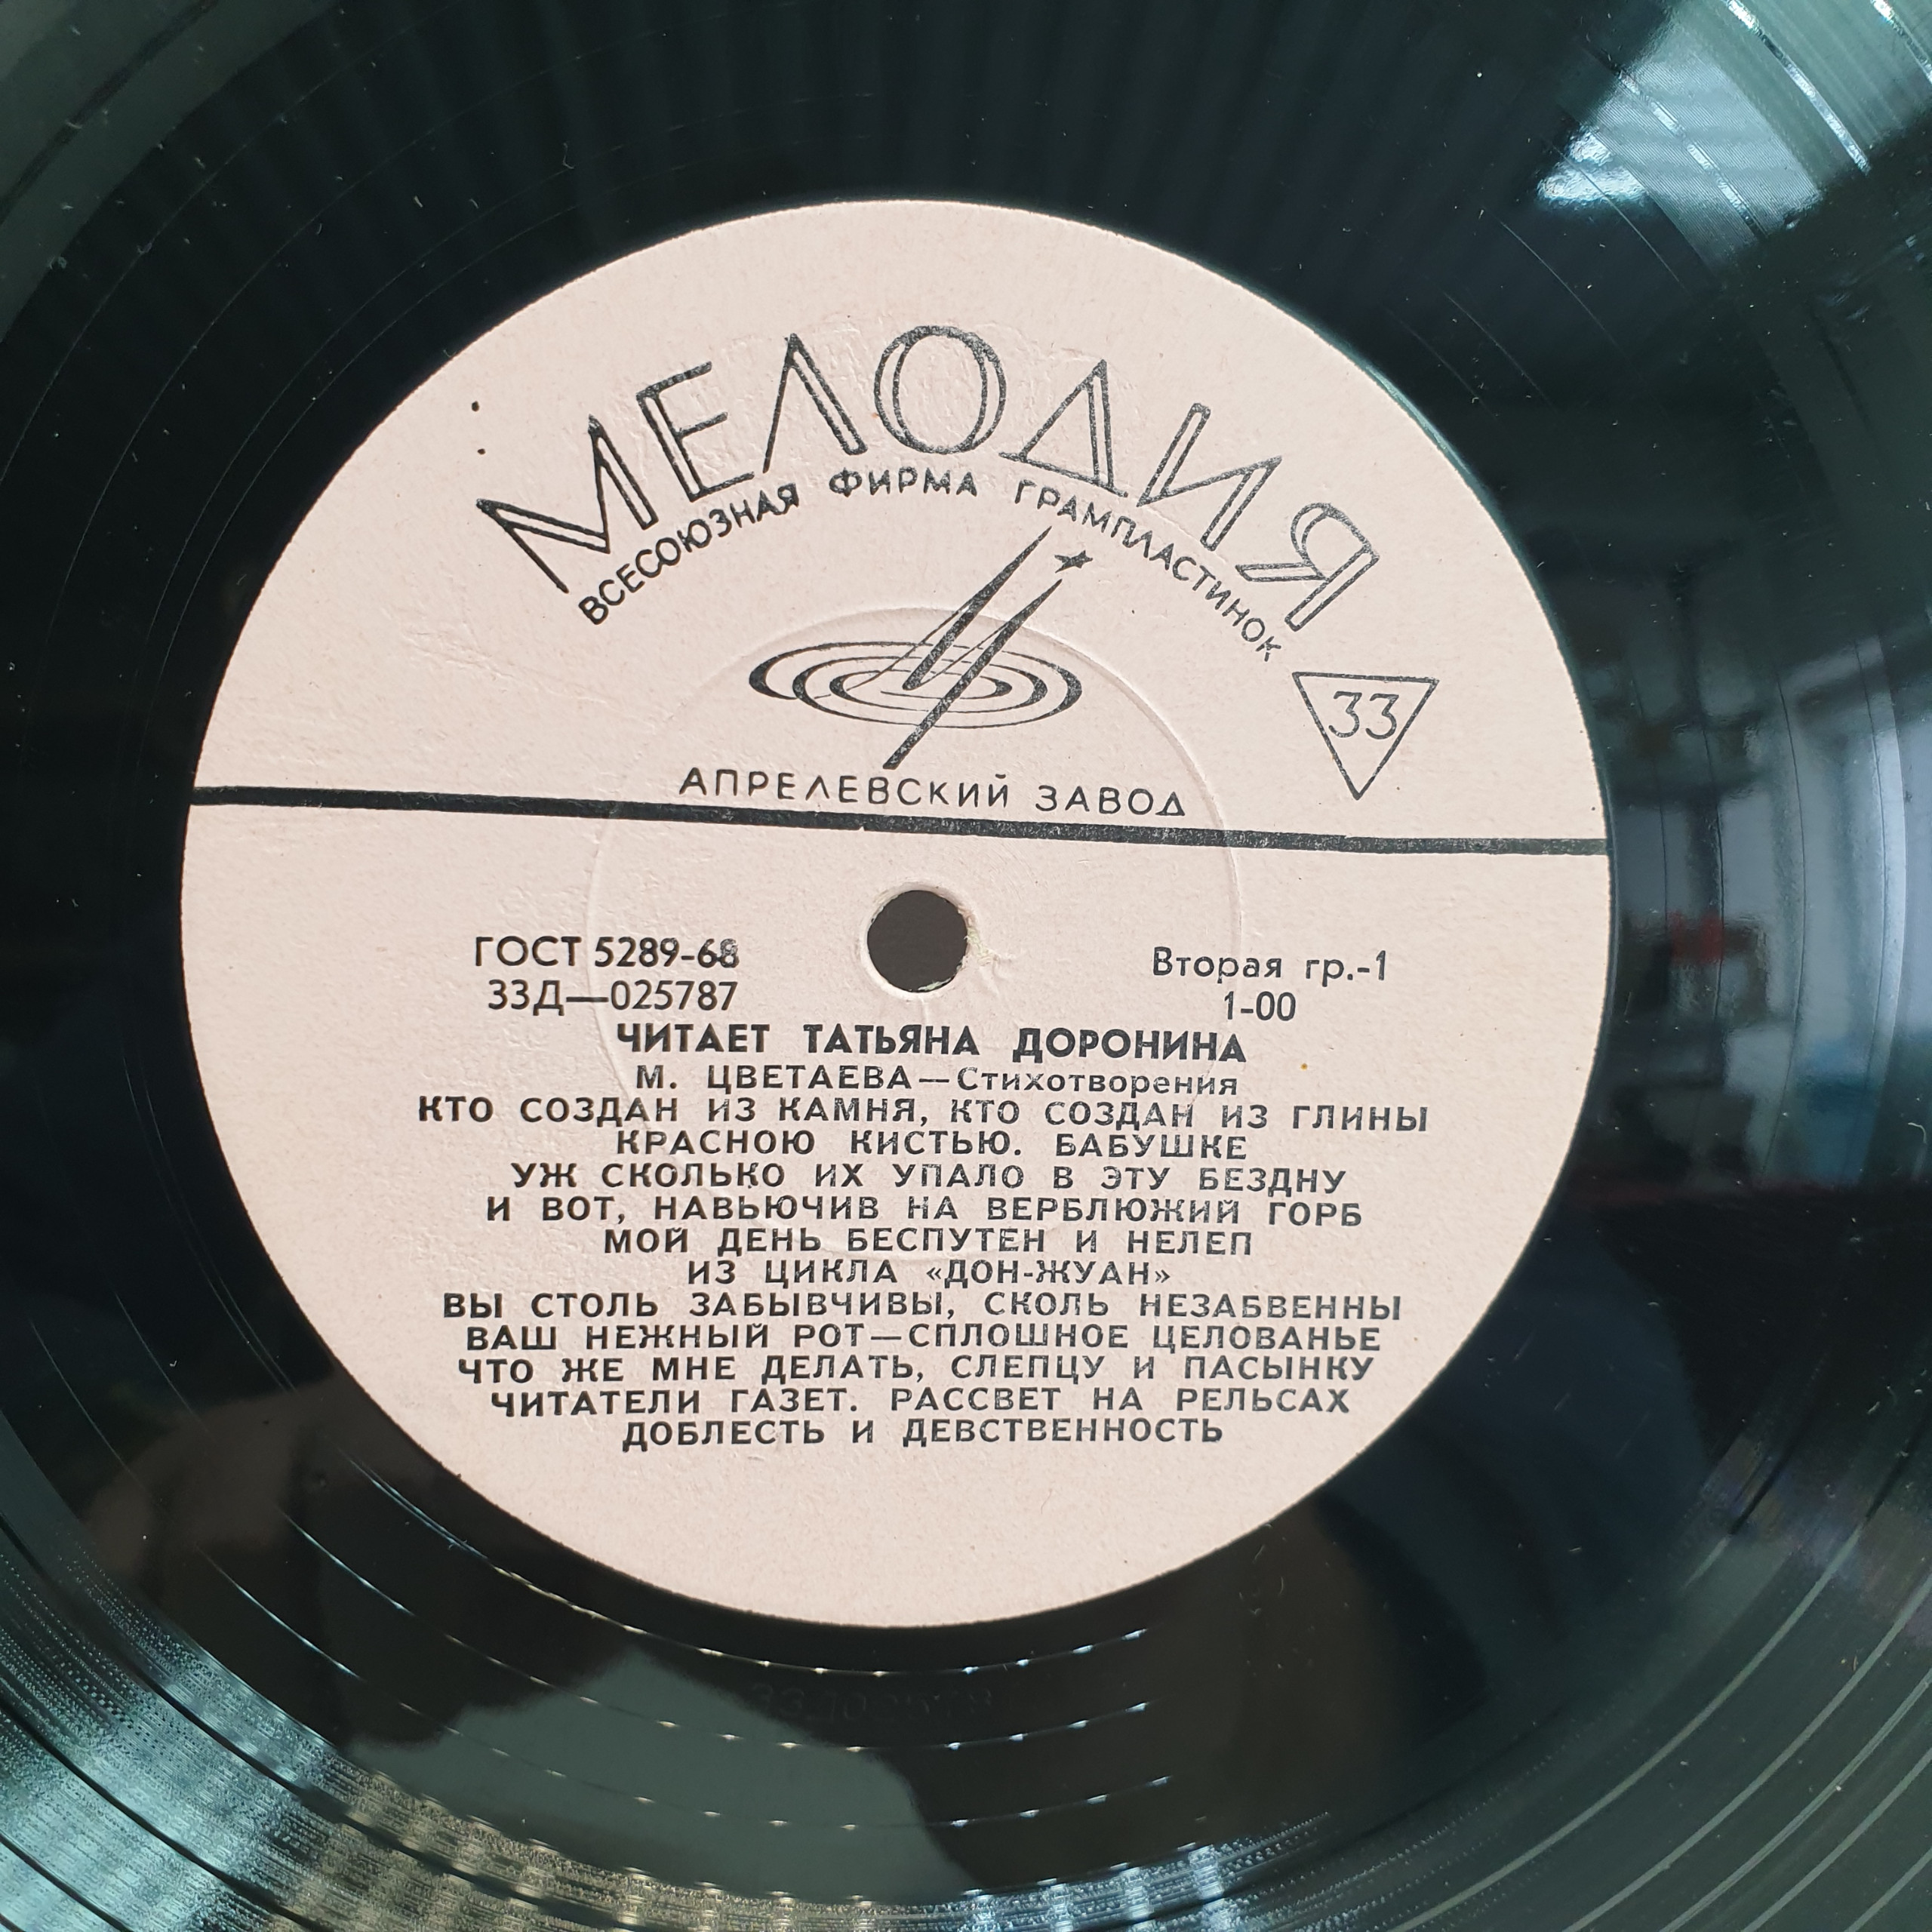 МЕЛОДИЯ
ВСЕСОЮЗНАЯ ФИРМА ГРАМПЛАСТИНОК
33
АПРЕЛЕВСКИЙ ЗАВОД
ГОСТ 5289-68
Вторая гр.-1
33Д—025787
1-00
ЧИТАЕТ ТАТЬЯНА ДОРОНИНА
М. ЦВЕТАЕВА—Стихотворения
КТО СОЗДАН ИЗ КАМНЯ, КТО СОЗДАН ИЗ ГЛИНЫ
КРАСНОЮ КИСТЬЮ. БАБУШКЕ
УЖ СКОЛЬКО ИХ УПАЛО В ЭТУ БЕЗДНУ
И ВОТ, НАВЬЮЧИВ НА ВЕРБЛЮЖИЙ ГОРБ
МОЙ ДЕНЬ БЕСПУТЕН И НЕЛЕП
ИЗ ЦИКЛА «ДОН-ЖУАН»
ВЫ СТОЛЬ ЗАБЫВЧИВЫ, СКОЛЬ НЕЗАБВЕННЫ
ВАШ НЕЖНЫЙ РОТ—СПЛОШНОЕ ЦЕЛОВАНЬЕ
ЧТО ЖЕ МНЕ ДЕЛАТЬ, СЛЕПЦУ И ПАСЫНКУ
ЧИТАТЕЛИ ГАЗЕТ. РАССВЕТ НА РЕЛЬСАХ
ДОБЛЕСТЬ И ДЕВСТВЕННОСТЬ